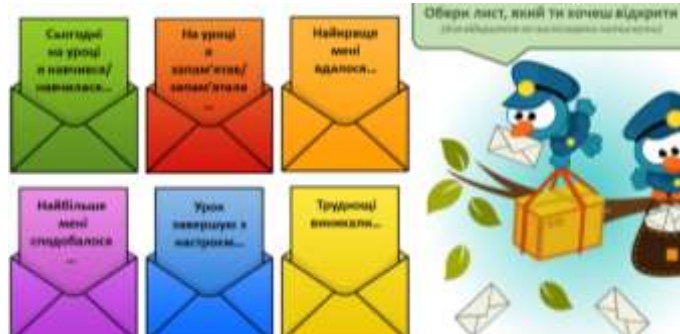 Сьогодні
на уроці
я навчився/
навчилася...
На уроці
я
запам'ятав/
запам'ятала
...
Найкраще
мені
вдалося...
Обери лист, який ти хочеш відкрити
Найбільше
мені
сподобалося
...
Урок
завершую з
настроєм...
Труднощі
виникали...